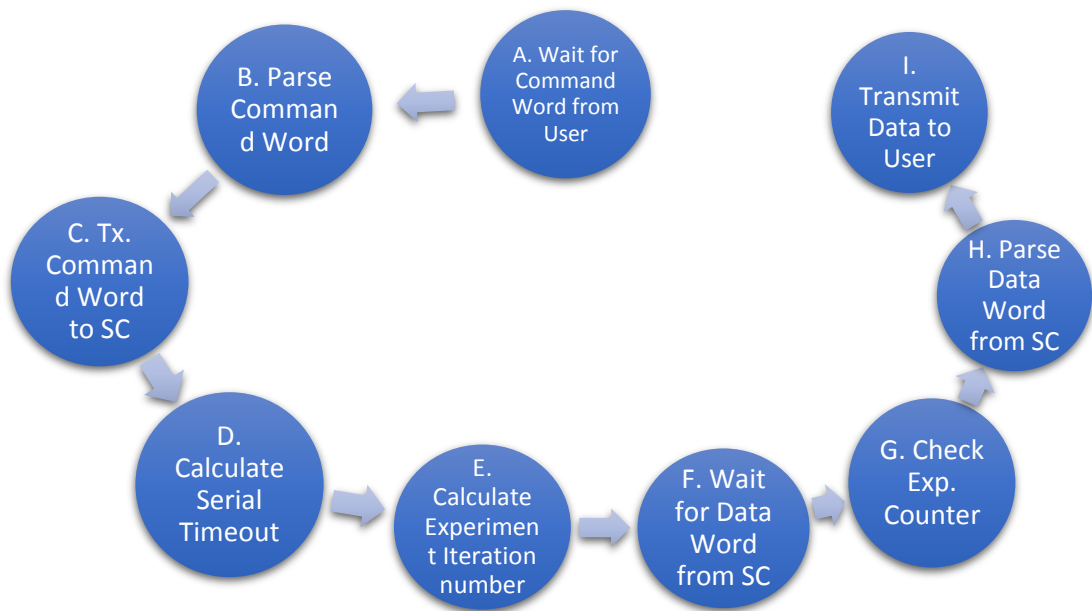 A. Wait for
Command
Word from
User
B. Parse
Comman
d Word
C. Tx.
Comman
d Word
to SC
D.
Calculate
Serial
Timeout
E.
Calculate
Experimen
t Iteration
number
F. Wait
for Data
Word
from SC
G. Check
Exp.
Counter
H. Parse
Data
Word
from SC
I.
Transmit
Data to
User